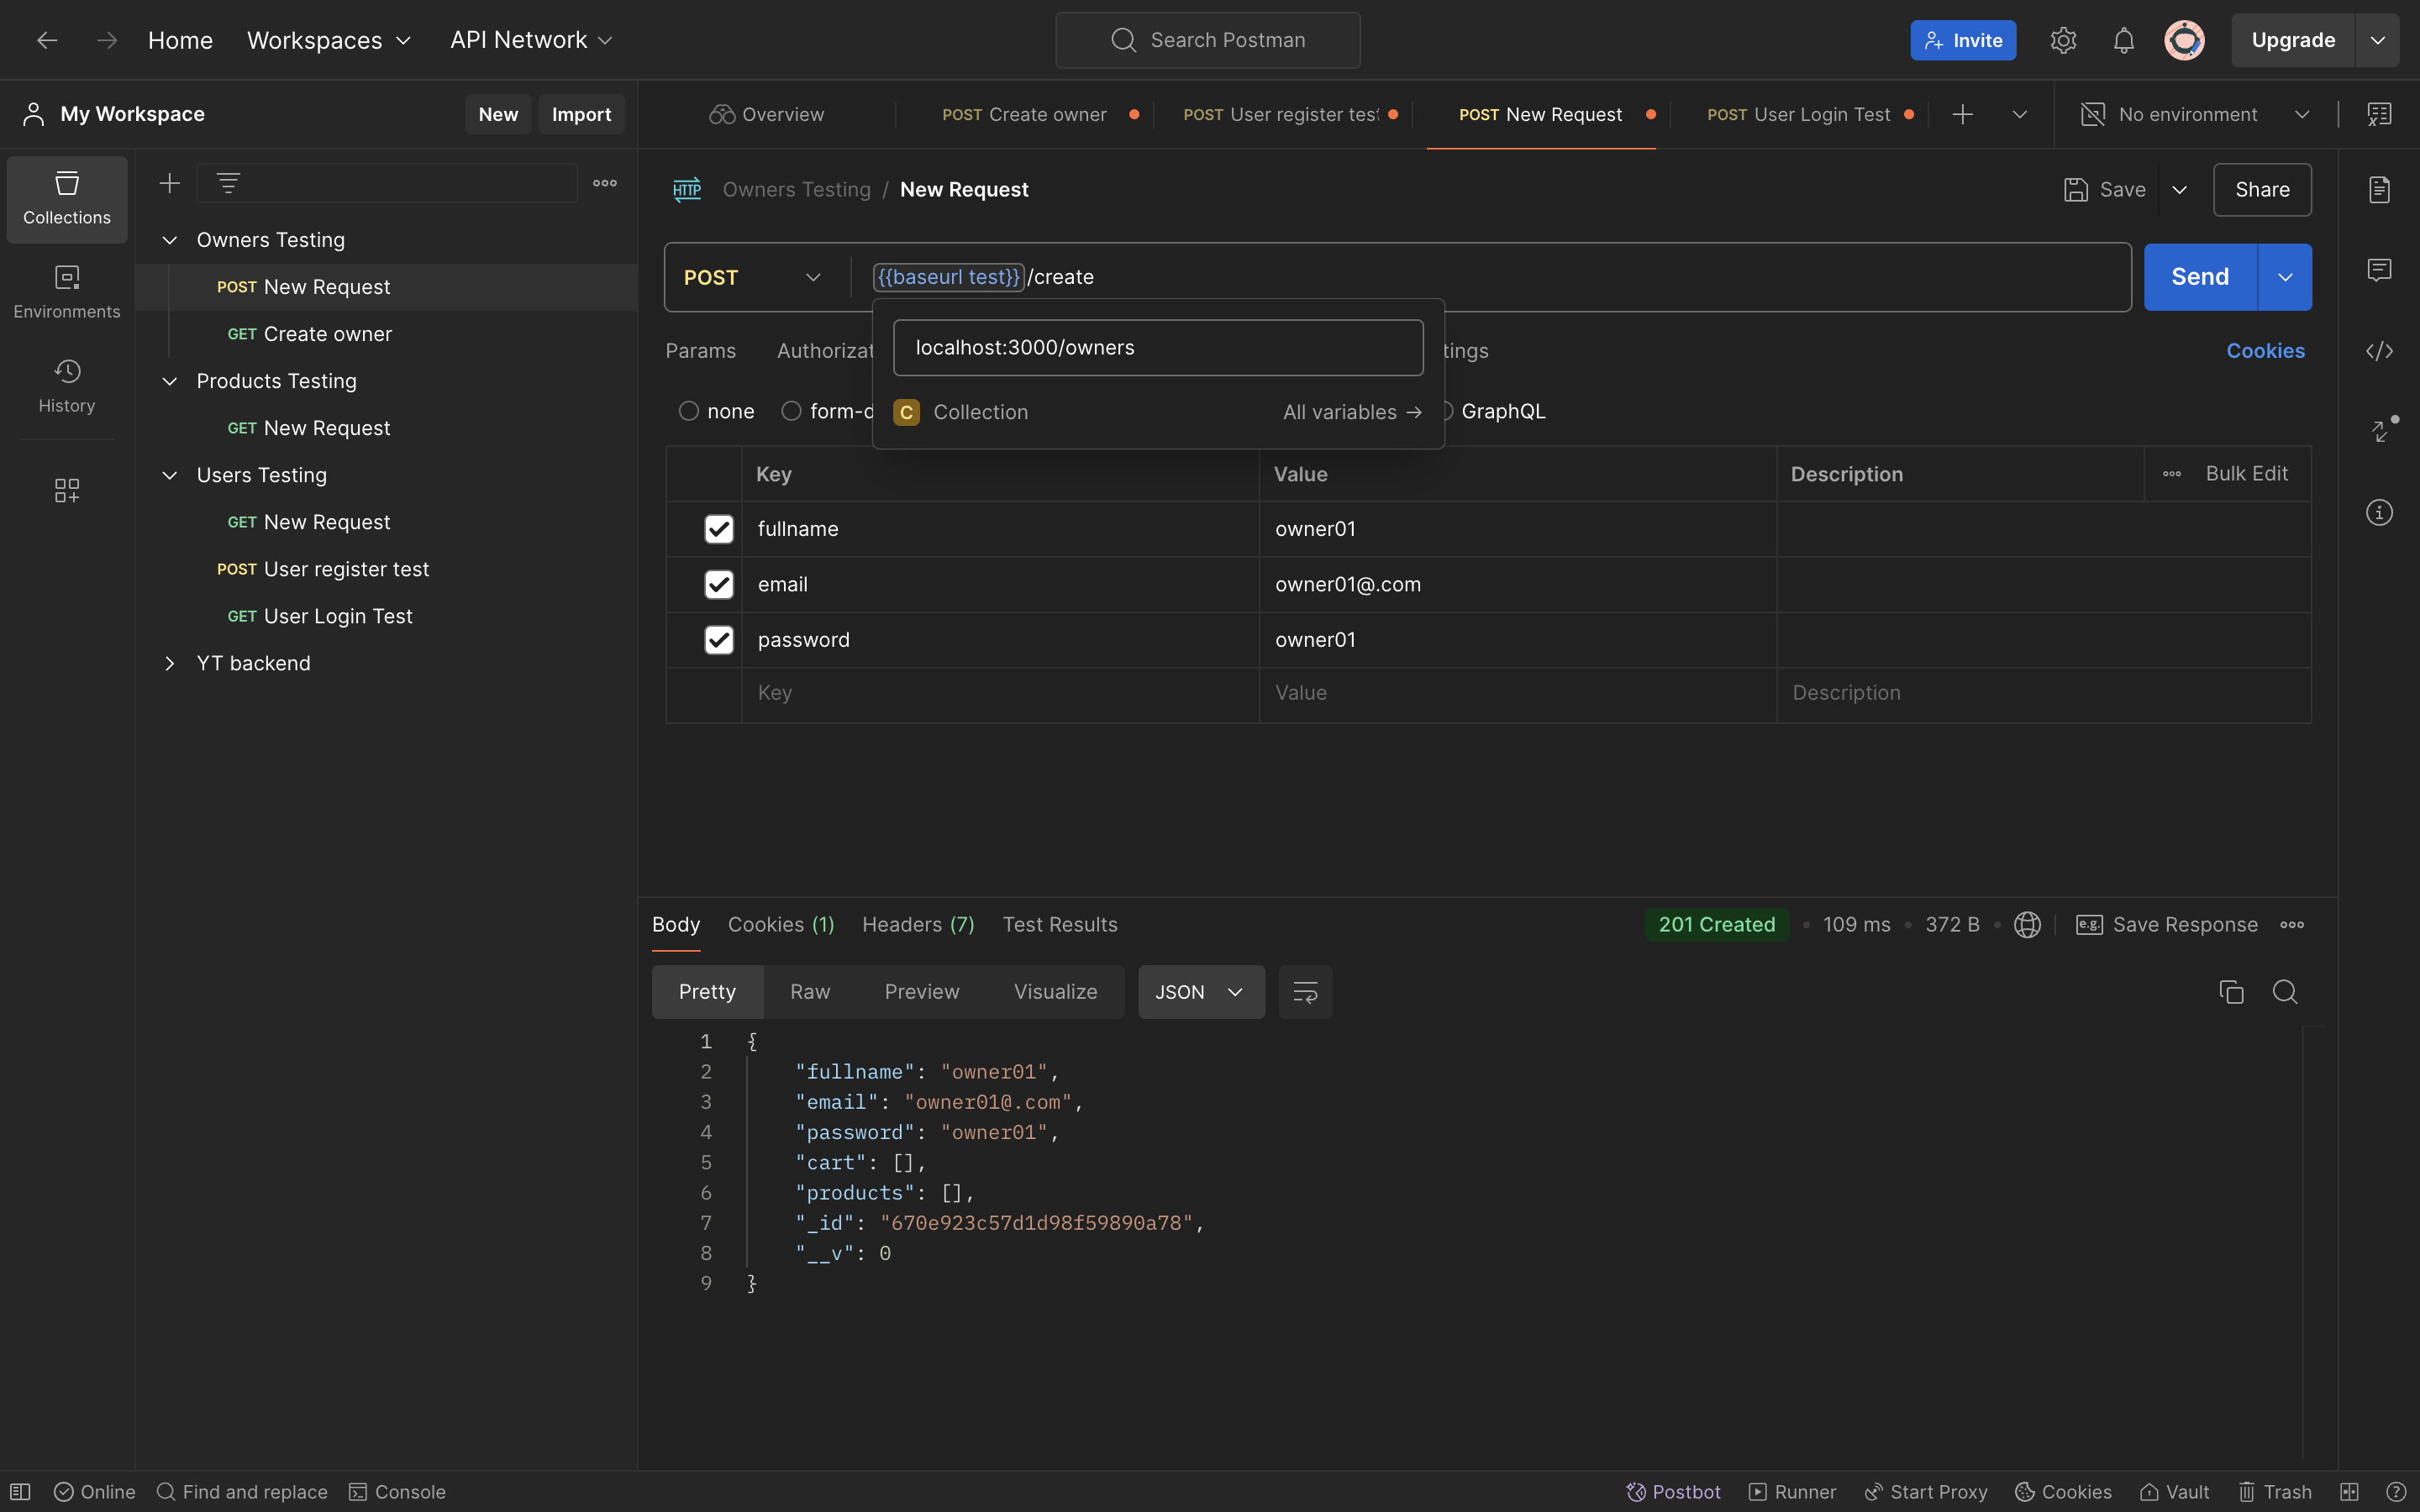 Home Workspaces API Network Search Postman Invite Upgrade
My Workspace New Import
Overview POST Create owner POST User register test POST New Request POST User Login Test No environment
Collections
Environments
History
Owners Testing
POST New Request
GET Create owner
Products Testing
GET New Request
Users Testing
GET New Request
POST User register test
GET User Login Test
YT backend
HTTP Owners Testing / New Request Save Share
POST {{baseurl test}}/create Send
localhost:3000/owners
C Collection All variables →
Params Authorizat tings Cookies
none form-d GraphQL
Key Value Description Bulk Edit
fullname owner01
email owner01@.com
password owner01
Key Value Description
Body Cookies (1) Headers (7) Test Results 201 Created • 109 ms • 372 B • e.g. Save Response
Pretty Raw Preview Visualize JSON
1 {
2 "fullname": "owner01",
3 "email": "owner01@.com",
4 "password": "owner01",
5 "cart": [],
6 "products": [],
7 "_id": "670e923c57d1d98f59890a78",
8 "__v": 0
9 }
Online Find and replace Console Postbot Runner Start Proxy Cookies Vault Trash